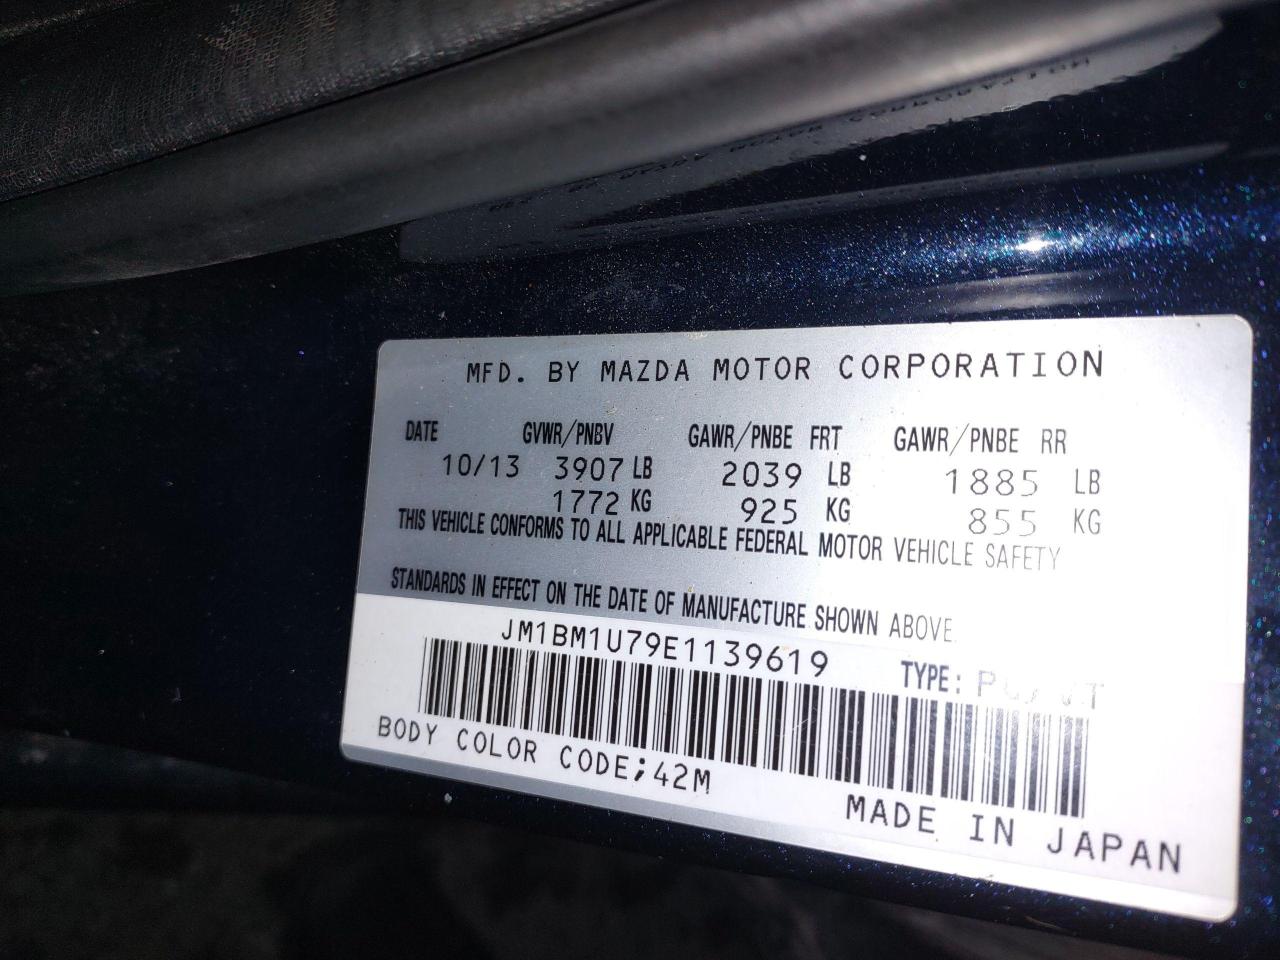 MFD. BY MAZDA MOTOR CORPORATION
DATE GVWR/PNBV GAWR/PNBE FRT GAWR/PNBE RR
10/13 3907 LB 2039 LB 1885 LB
1772 KG 925 KG 855 KG
THIS VEHICLE CONFORMS TO ALL APPLICABLE FEDERAL MOTOR VEHICLE SAFETY
STANDARDS IN EFFECT ON THE DATE OF MANUFACTURE SHOWN ABOVE.
JM1BM1U79E1139619 TYPE:
BODY COLOR CODE;42M
MADE IN JAPAN